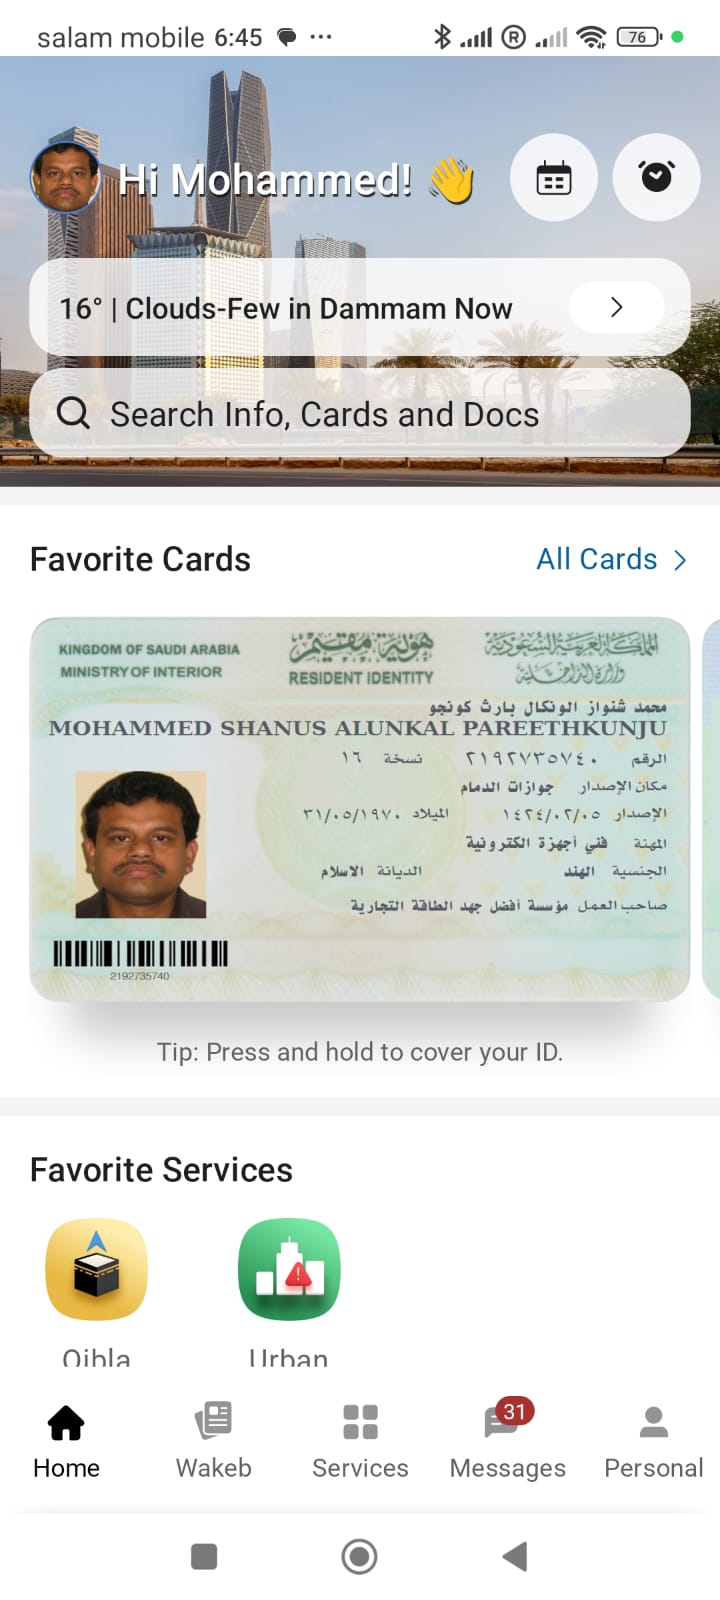 salam mobile 6:45 ...
76
Hi Mohammed! 👋
16° | Clouds-Few in Dammam Now
Search Info, Cards and Docs
Favorite Cards
All Cards
KINGDOM OF SAUDI ARABIA
MINISTRY OF INTERIOR
هوية مقيم
RESIDENT IDENTITY
المملكة العربية السعودية
وزارة الداخلية
محمد شنواز الونكال بارث كونجو
MOHAMMED SHANUS ALUNKAL PAREETHKUNJU
الرقم ٢١٩٢٧٣٥٧٤٠ نسخة ١٦
مكان الإصدار جوازات الدمام
الإصدار ١٤٢٤/٠٢/٠٥ الميلاد ٣١/٠٥/١٩٧٠
المهنة فني أجهزة الكترونية
الجنسية الهند الديانة الاسلام
صاحب العمل مؤسسة أفضل جهد الطاقة التجارية
2192735740
Tip: Press and hold to cover your ID.
Favorite Services
Qibla
Urban
31
Home
Wakeb
Services
Messages
Personal